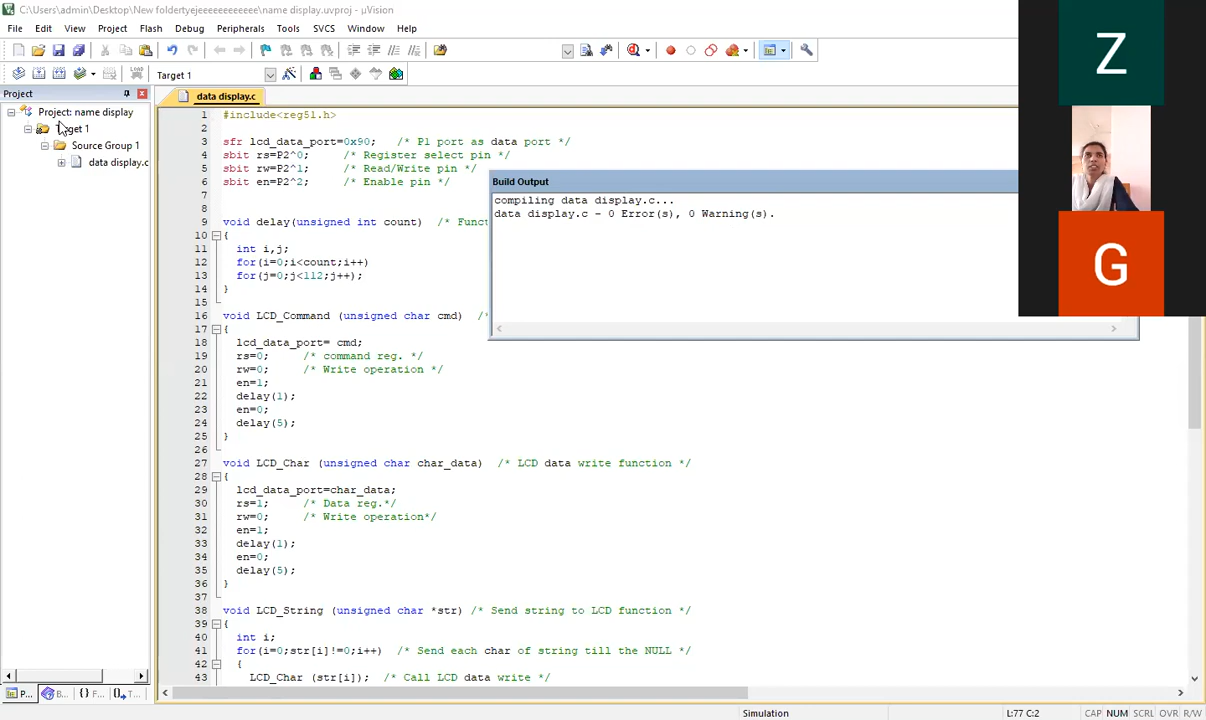 C:\Users\admin\Desktop\New foldertyejeeeeeeeeeeee\name display.uvproj - µVision
File Edit View Project Flash Debug Peripherals Tools SVCS Window Help
Target 1
Project
data display.c
Project: name display
Target 1
Source Group 1
data display.c
1 #include<reg51.h>
2
3 sfr lcd_data_port=0x90; /* P1 port as data port */
4 sbit rs=P2^0; /* Register select pin */
5 sbit rw=P2^1; /* Read/Write pin */
6 sbit en=P2^2; /* Enable pin */
7
8
9 void delay(unsigned int count) /* Funct
10 {
11 int i,j;
12 for(i=0;i<count;i++)
13 for(j=0;j<112;j++);
14 }
15
16 void LCD_Command (unsigned char cmd) /*
17 {
18 lcd_data_port= cmd;
19 rs=0; /* command reg. */
20 rw=0; /* Write operation */
21 en=1;
22 delay(1);
23 en=0;
24 delay(5);
25 }
26
27 void LCD_Char (unsigned char char_data) /* LCD data write function */
28 {
29 lcd_data_port=char_data;
30 rs=1; /* Data reg.*/
31 rw=0; /* Write operation*/
32 en=1;
33 delay(1);
34 en=0;
35 delay(5);
36 }
37
38 void LCD_String (unsigned char *str) /* Send string to LCD function */
39 {
40 int i;
41 for(i=0;str[i]!=0;i++) /* Send each char of string till the NULL */
42 {
43 LCD_Char (str[i]); /* Call LCD data write */
Build Output
compiling data display.c...
data display.c - 0 Error(s), 0 Warning(s).
Z
G
P... B... {} F... T...
Simulation L:77 C:2 CAP NUM SCRL OVR R/W